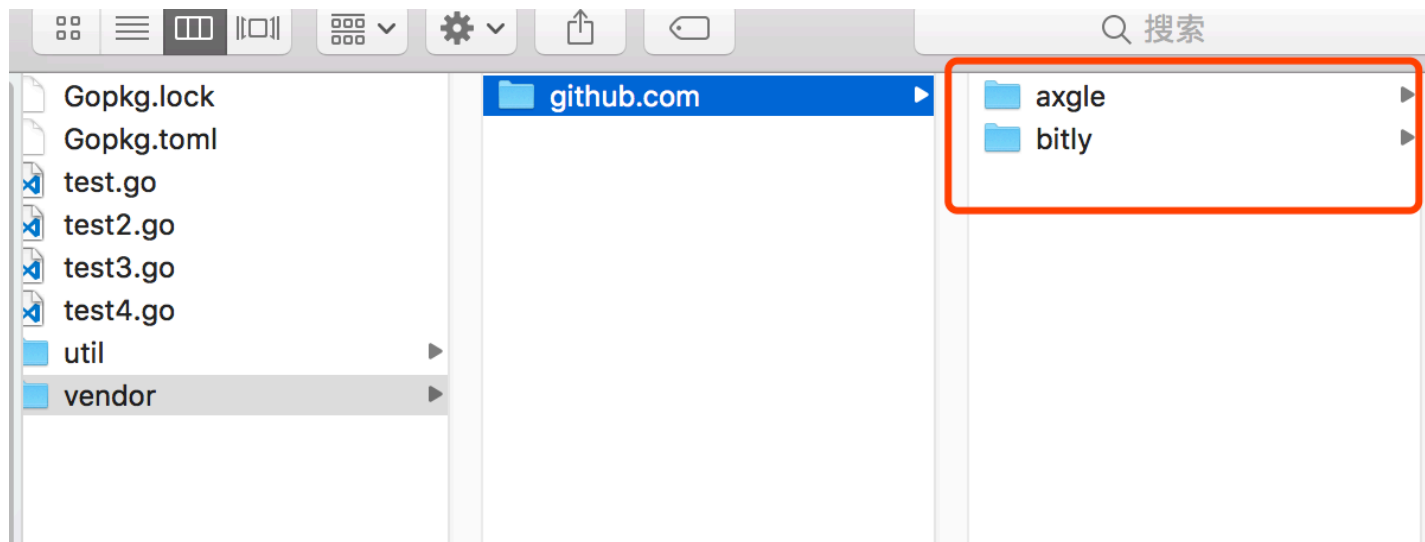 搜索
Gopkg.lock
Gopkg.toml
test.go
test2.go
test3.go
test4.go
util
vendor
github.com
axgle
bitly